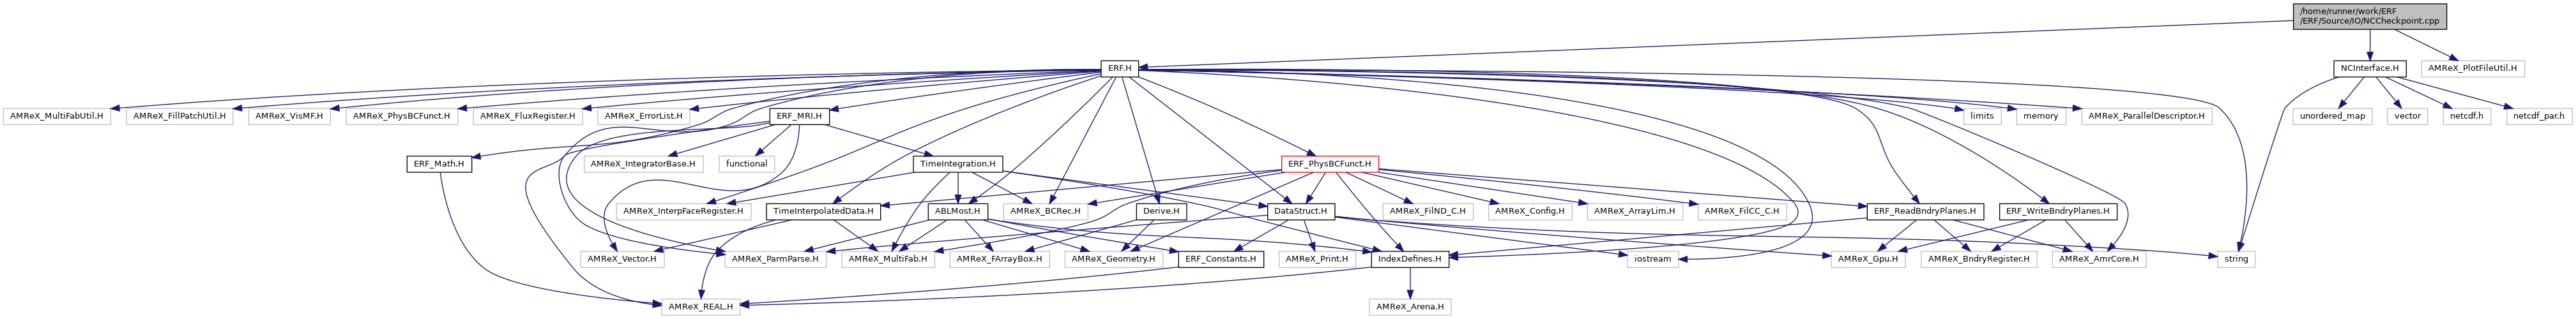 /home/runner/work/ERF
/ERF/Source/IO/NCCheckpoint.cpp
ERF.H
NCInterface.H
AMReX_PlotFileUtil.H
AMReX_MultiFabUtil.H
AMReX_FillPatchUtil.H
AMReX_VisMF.H
AMReX_PhysBCFunct.H
AMReX_FluxRegister.H
AMReX_ErrorList.H
ERF_MRI.H
limits
memory
AMReX_ParallelDescriptor.H
unordered_map
vector
netcdf.h
netcdf_par.h
ERF_Math.H
AMReX_IntegratorBase.H
functional
TimeIntegration.H
ERF_PhysBCFunct.H
AMReX_InterpFaceRegister.H
TimeInterpolatedData.H
ABLMost.H
AMReX_BCRec.H
Derive.H
DataStruct.H
AMReX_FilND_C.H
AMReX_Config.H
AMReX_ArrayLim.H
AMReX_FilCC_C.H
ERF_ReadBndryPlanes.H
ERF_WriteBndryPlanes.H
AMReX_Vector.H
AMReX_ParmParse.H
AMReX_MultiFab.H
AMReX_FArrayBox.H
AMReX_Geometry.H
ERF_Constants.H
AMReX_Print.H
IndexDefines.H
iostream
AMReX_Gpu.H
AMReX_BndryRegister.H
AMReX_AmrCore.H
string
AMReX_REAL.H
AMReX_Arena.H